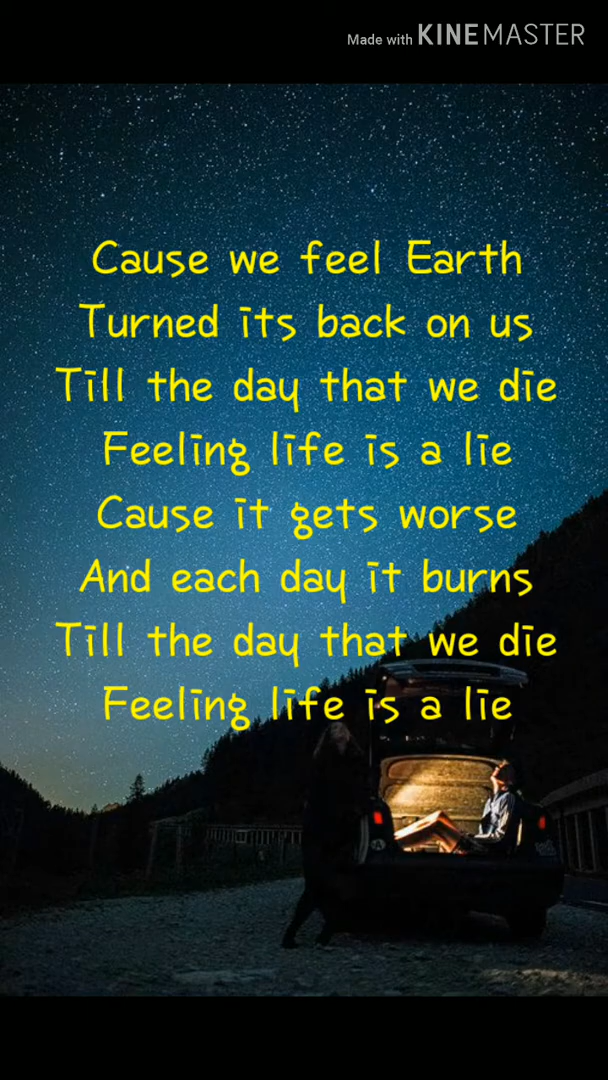 Made with KINEMASTER
Cause we feel Earth
Turned its back on us
Till the day that we die
Feeling life is a lie
Cause it gets worse
And each day it burns
Till the day that we die
Feeling life is a lie